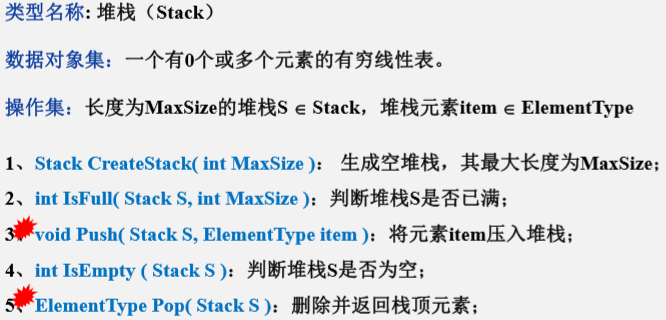 类型名称: 堆栈（Stack）
数据对象集：一个有0个或多个元素的有穷线性表。
操作集：长度为MaxSize的堆栈S ∈ Stack，堆栈元素item ∈ ElementType
1、Stack CreateStack( int MaxSize )： 生成空堆栈，其最大长度为MaxSize；
2、int IsFull( Stack S, int MaxSize )：判断堆栈S是否已满；
3、void Push( Stack S, ElementType item )：将元素item压入堆栈；
4、int IsEmpty ( Stack S )：判断堆栈S是否为空；
5、ElementType Pop( Stack S )：删除并返回栈顶元素；